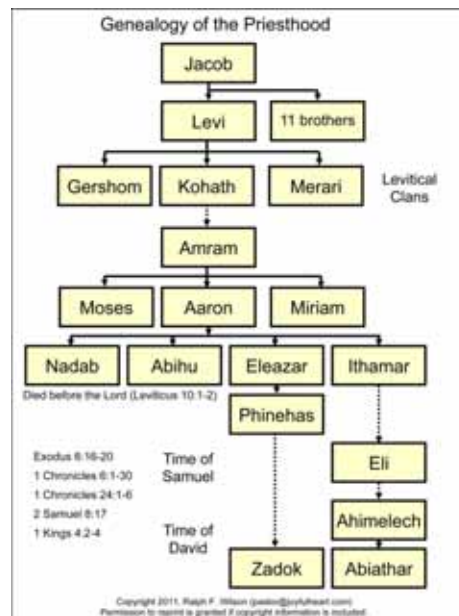 Genealogy of the Priesthood
Jacob
Levi
11 brothers
Gershom
Kohath
Merari
Levitical
Clans
Amram
Moses
Aaron
Miriam
Nadab
Abihu
Eleazar
Ithamar
Died before the Lord (Leviticus 10.1-2)
Phinehas
Exodus 6:16-20
1 Chronicles 6:1-30
1 Chronicles 24:1-6
2 Samuel 8:17
1 Kings 4:2-4
Time of
Samuel
Eli
Ahimelech
Time of
David
Zadok
Abiathar
Copyright 2011, Ralph F. Wilson (pastor@joyfulheart.com)
Permission to reprint is granted if copyright information is included.